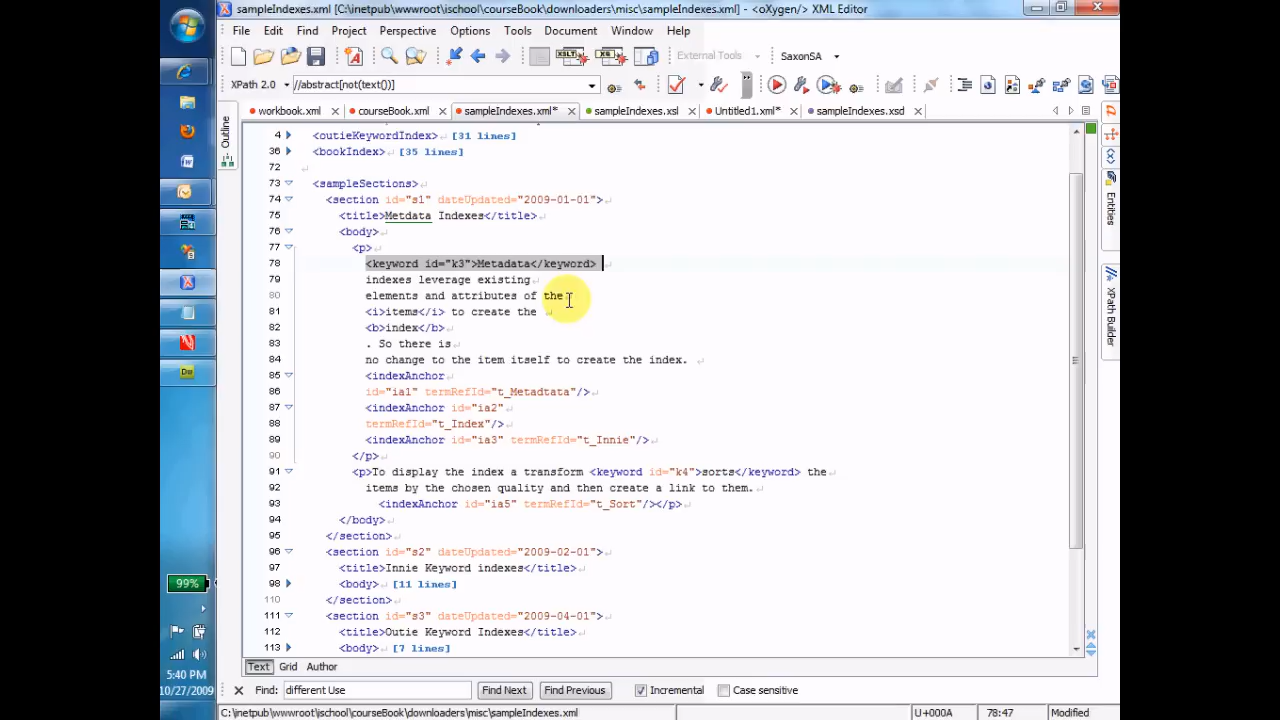 sampleIndexes.xml [C:\inetpub\wwwroot\ischool\courseBook\downloaders\misc\sampleIndexes.xml] - <oXygen/> XML Editor
File Edit Find Project Perspective Options Tools Document Window Help
External Tools SaxonSA
XPath 2.0 //abstract[not(text())]
workbook.xml courseBook.xml sampleIndexes.xml* sampleIndexes.xsl Untitled1.xml* sampleIndexes.xsd
Outline
Entities
XPath Builder
4 <outieKeywordIndex> [31 lines]
36 <bookIndex> [35 lines]
72
73 <sampleSections>
74 <section id="s1" dateUpdated="2009-01-01">
75 <title>Metdata Indexes</title>
76 <body>
77 <p>
78 <keyword id="k3">Metadata</keyword>
79 indexes leverage existing
80 elements and attributes of the
81 <i>items</i> to create the
82 <b>index</b>
83 . So there is
84 no change to the item itself to create the index.
85 <indexAnchor
86 id="ia1" termRefId="t_Metadtata"/>
87 <indexAnchor id="ia2"
88 termRefId="t_Index"/>
89 <indexAnchor id="ia3" termRefId="t_Innie"/>
90 </p>
91 <p>To display the index a transform <keyword id="k4">sorts</keyword> the
92 items by the chosen quality and then create a link to them.
93 <indexAnchor id="ia5" termRefId="t_Sort"/></p>
94 </body>
95 </section>
96 <section id="s2" dateUpdated="2009-02-01">
97 <title>Innie Keyword indexes</title>
98 <body> [11 lines]
110 </section>
111 <section id="s3" dateUpdated="2009-04-01">
112 <title>Outie Keyword Indexes</title>
113 <body> [7 lines]
Text Grid Author
Find: different Use Find Next Find Previous Incremental Case sensitive
C:\inetpub\wwwroot\ischool\courseBook\downloaders\misc\sampleIndexes.xml U+000A 78:47 Modified
99%
5:40 PM
10/27/2009